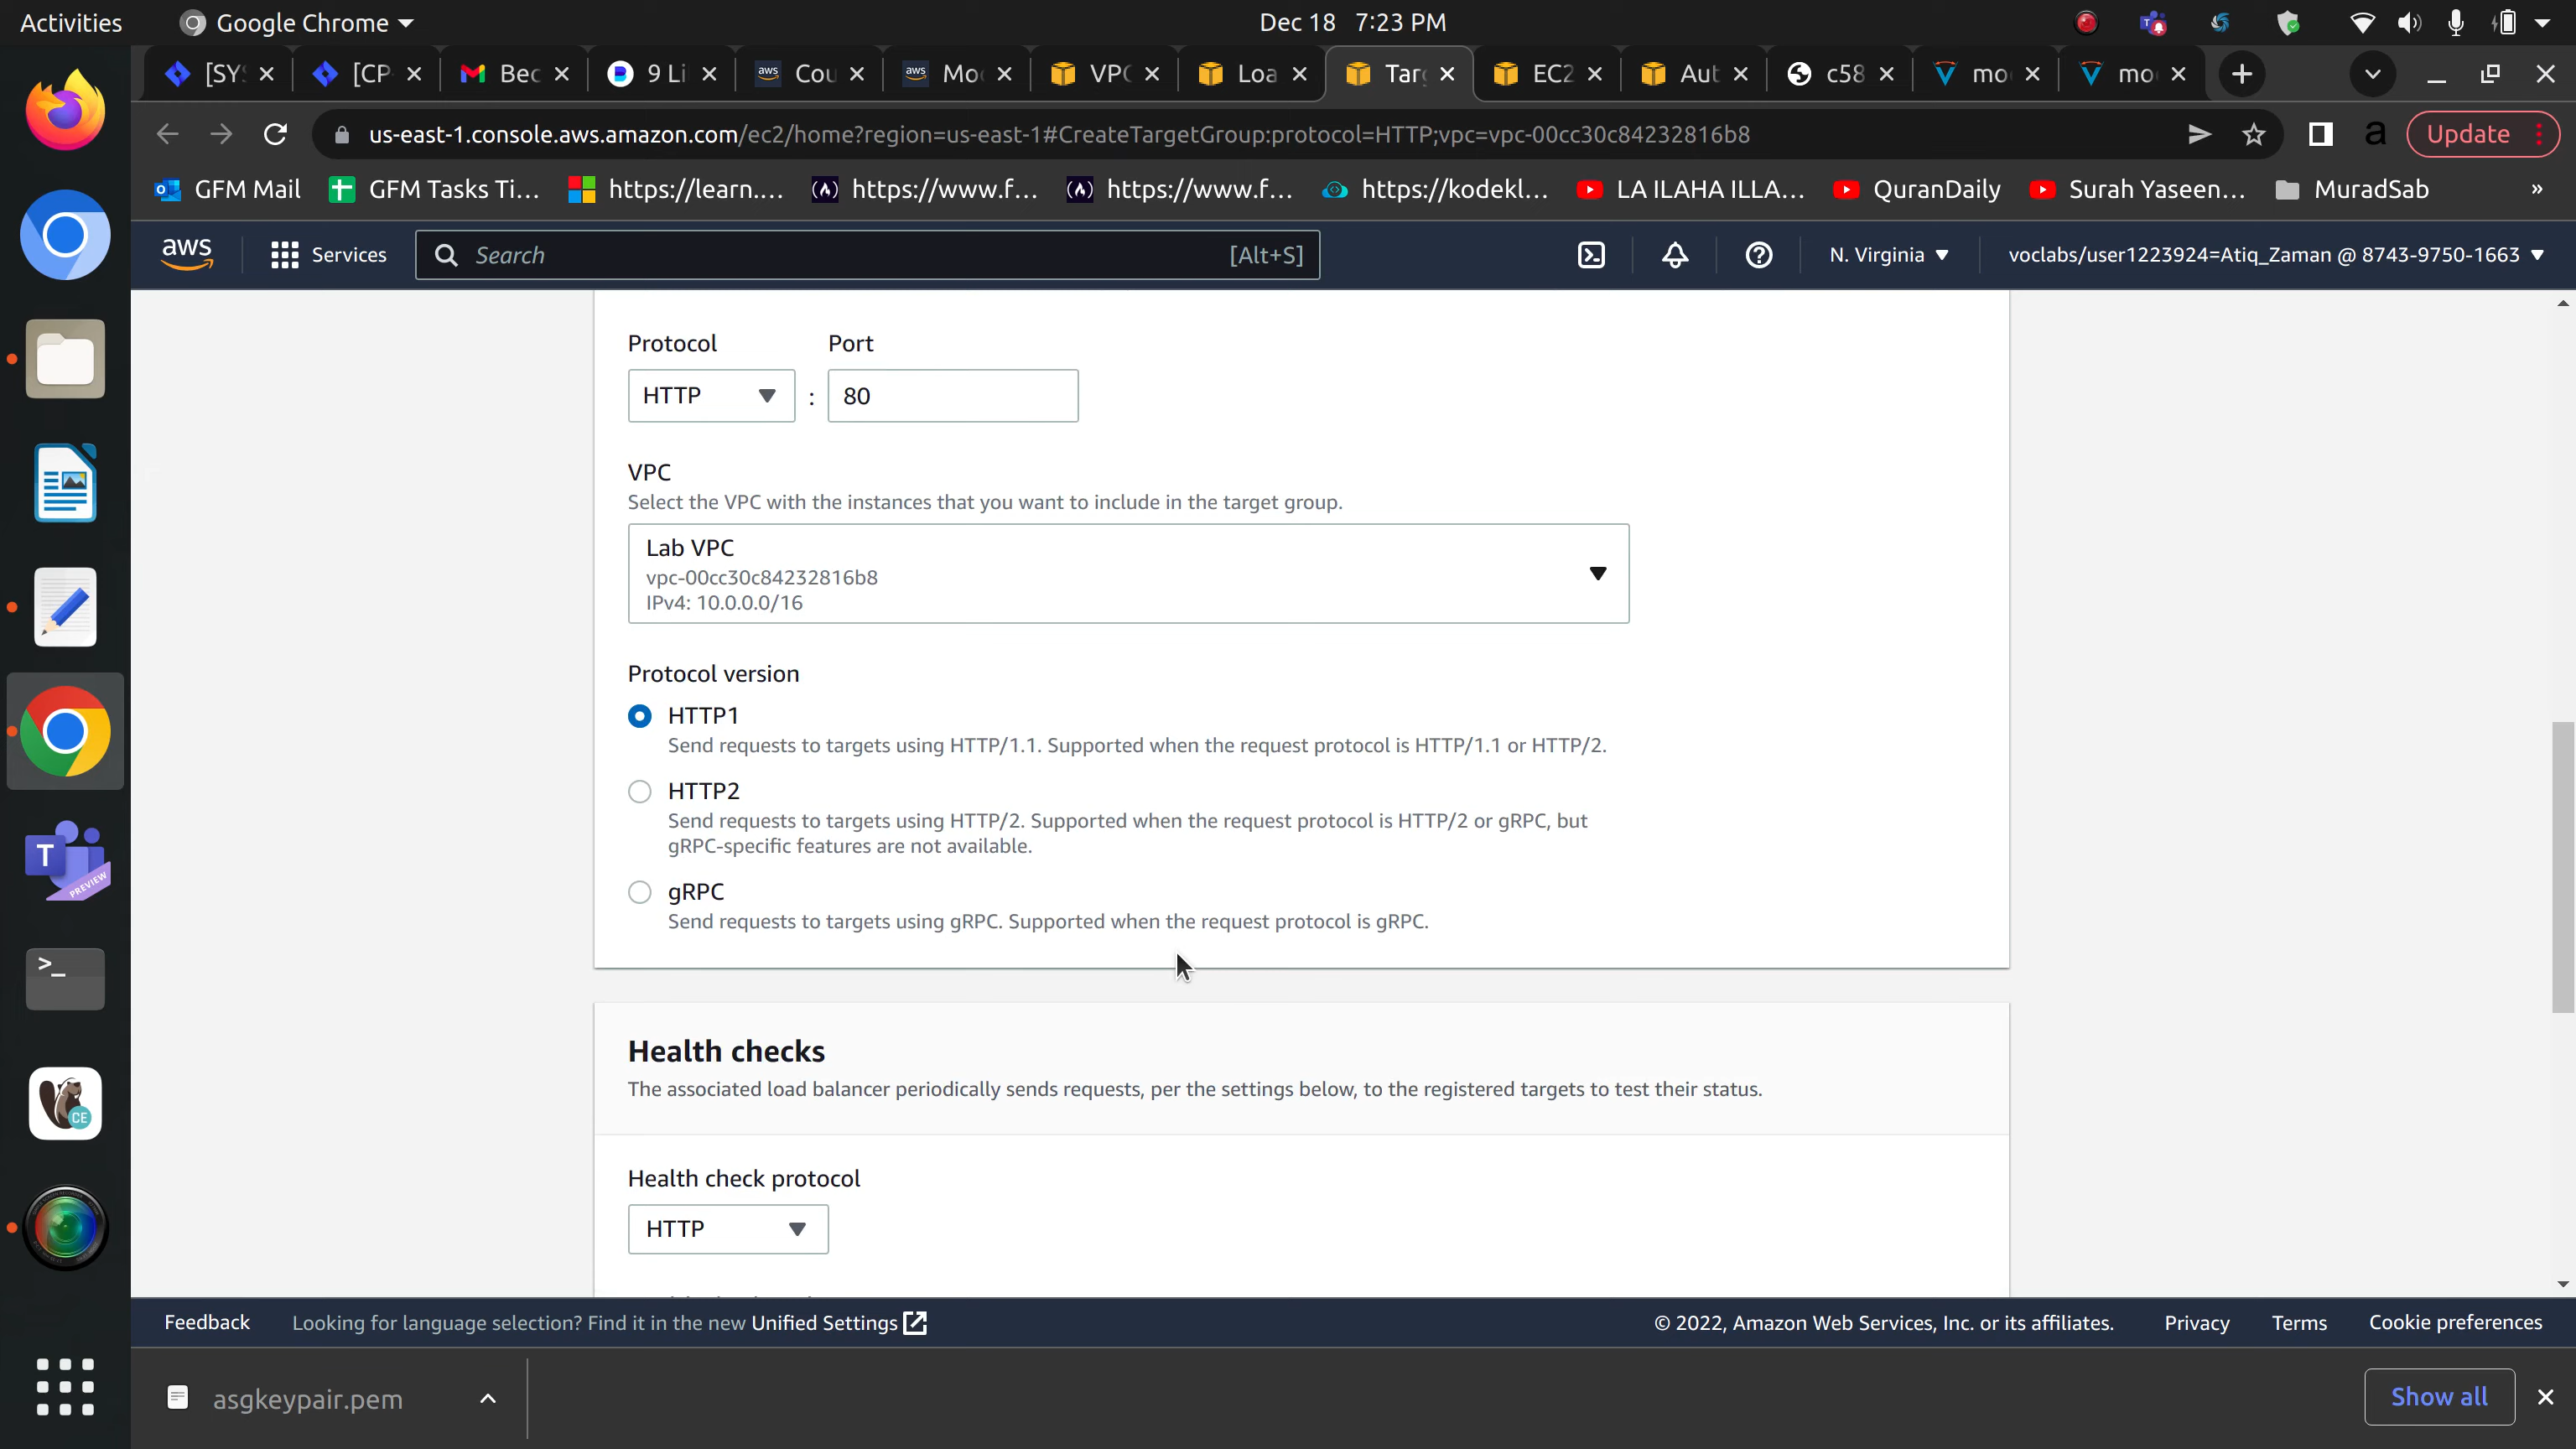 Activities Google Chrome Dec 18 7:23 PM
[SY [CP Bec 9 Li Cou Mo VPC Loa Tar EC2 Aut c58 mo mo
us-east-1.console.aws.amazon.com/ec2/home?region=us-east-1#CreateTargetGroup:protocol=HTTP;vpc=vpc-00cc30c84232816b8 a Update
GFM Mail GFM Tasks Ti... https://learn.... https://www.f... https://www.f... https://kodekl... LA ILAHA ILLA... QuranDaily Surah Yaseen... MuradSab »
aws Services Search [Alt+S] N. Virginia voclabs/user1223924=Atiq_Zaman @ 8743-9750-1663
Protocol Port
HTTP : 80
VPC
Select the VPC with the instances that you want to include in the target group.
Lab VPC
vpc-00cc30c84232816b8
IPv4: 10.0.0.0/16
Protocol version
HTTP1
Send requests to targets using HTTP/1.1. Supported when the request protocol is HTTP/1.1 or HTTP/2.
HTTP2
Send requests to targets using HTTP/2. Supported when the request protocol is HTTP/2 or gRPC, but
gRPC-specific features are not available.
gRPC
Send requests to targets using gRPC. Supported when the request protocol is gRPC.
T PREVIEW
>_
CE
Health checks
The associated load balancer periodically sends requests, per the settings below, to the registered targets to test their status.
Health check protocol
HTTP
Feedback Looking for language selection? Find it in the new Unified Settings © 2022, Amazon Web Services, Inc. or its affiliates. Privacy Terms Cookie preferences
asgkeypair.pem Show all